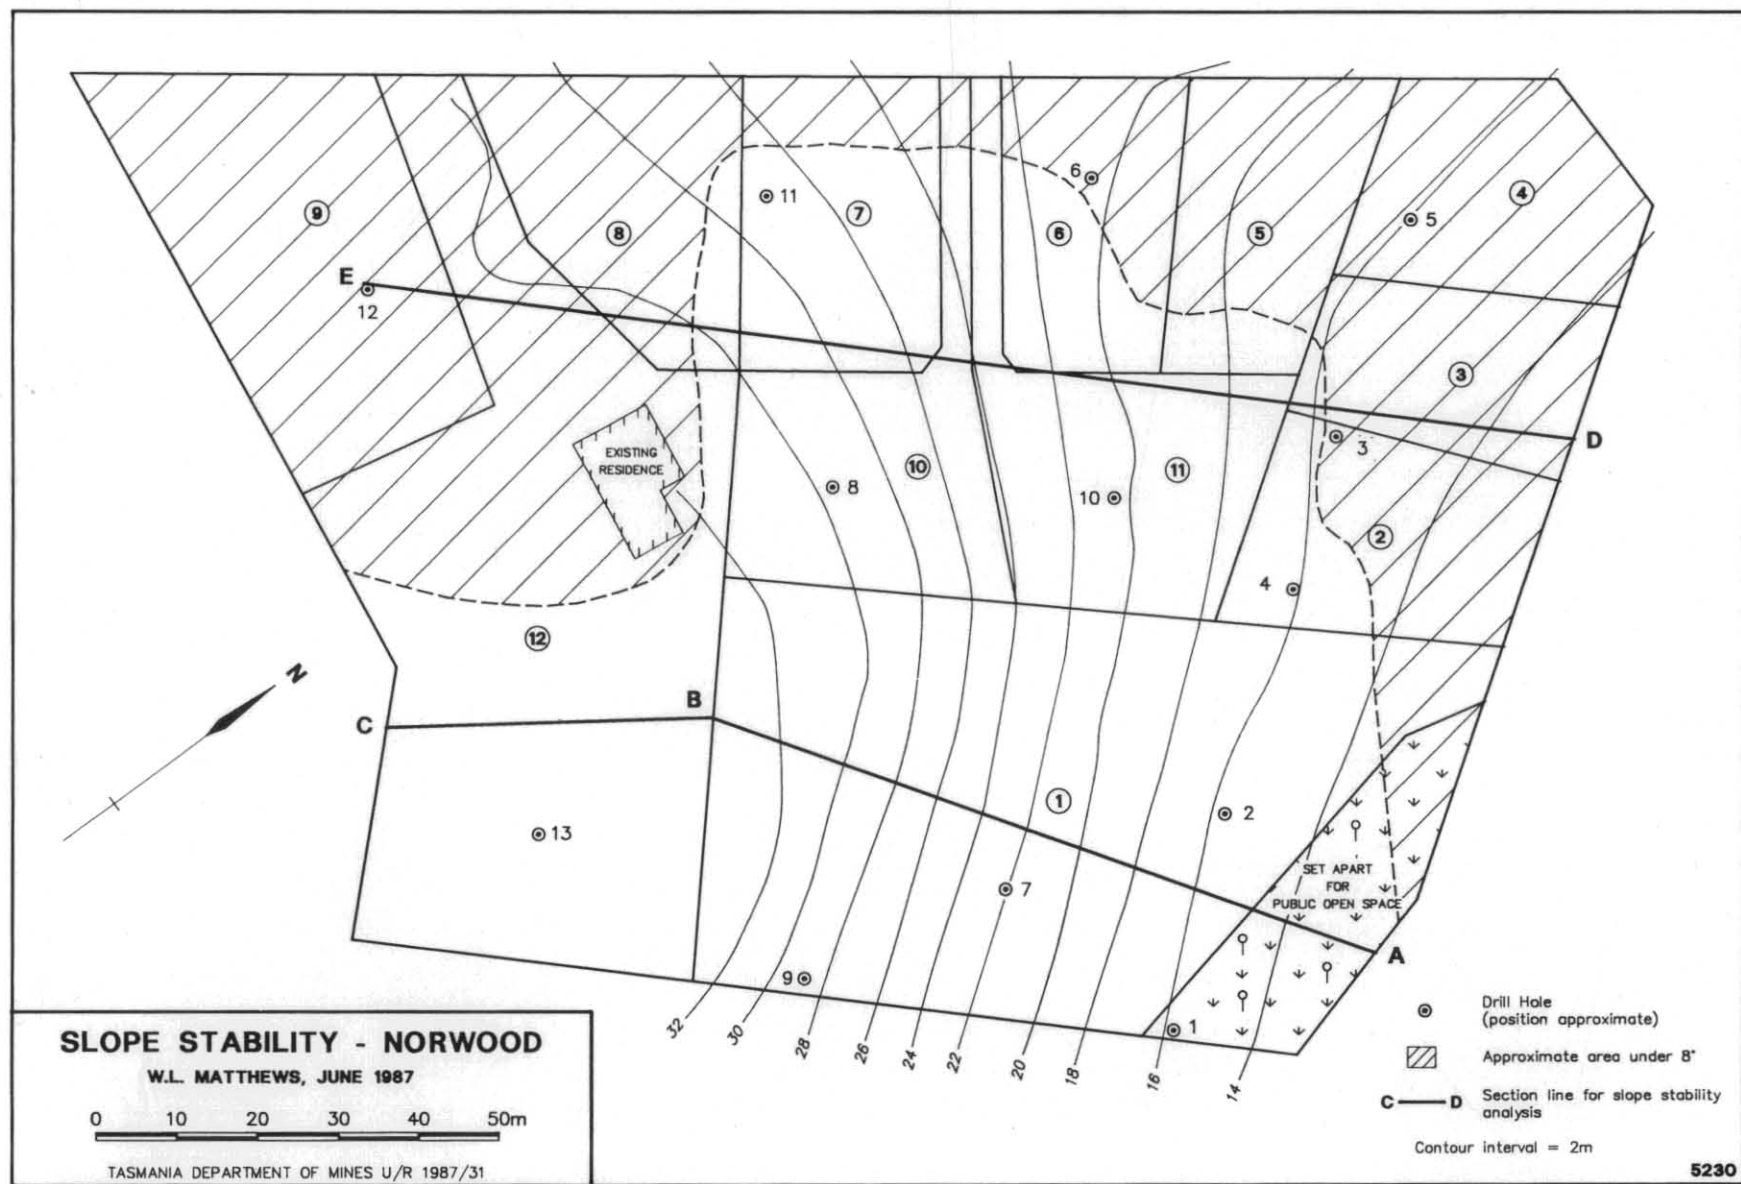 6
11
7
5
4
9
8
6
5
E
12
3
D
EXISTING
RESIDENCE
3
10
11
8
10
2
4
12
N
B
C
1
2
13
7
SET APART
FOR
PUBLIC OPEN SPACE
A
9
1
32
30
28
26
24
22
20
18
16
14
Drill Hole
(position approximate)
Approximate area under 8°
C D Section line for slope stability
analysis
Contour interval = 2m
5230
SLOPE STABILITY - NORWOOD
W.L. MATTHEWS, JUNE 1987
0 10 20 30 40 50m
TASMANIA DEPARTMENT OF MINES U/R 1987/31